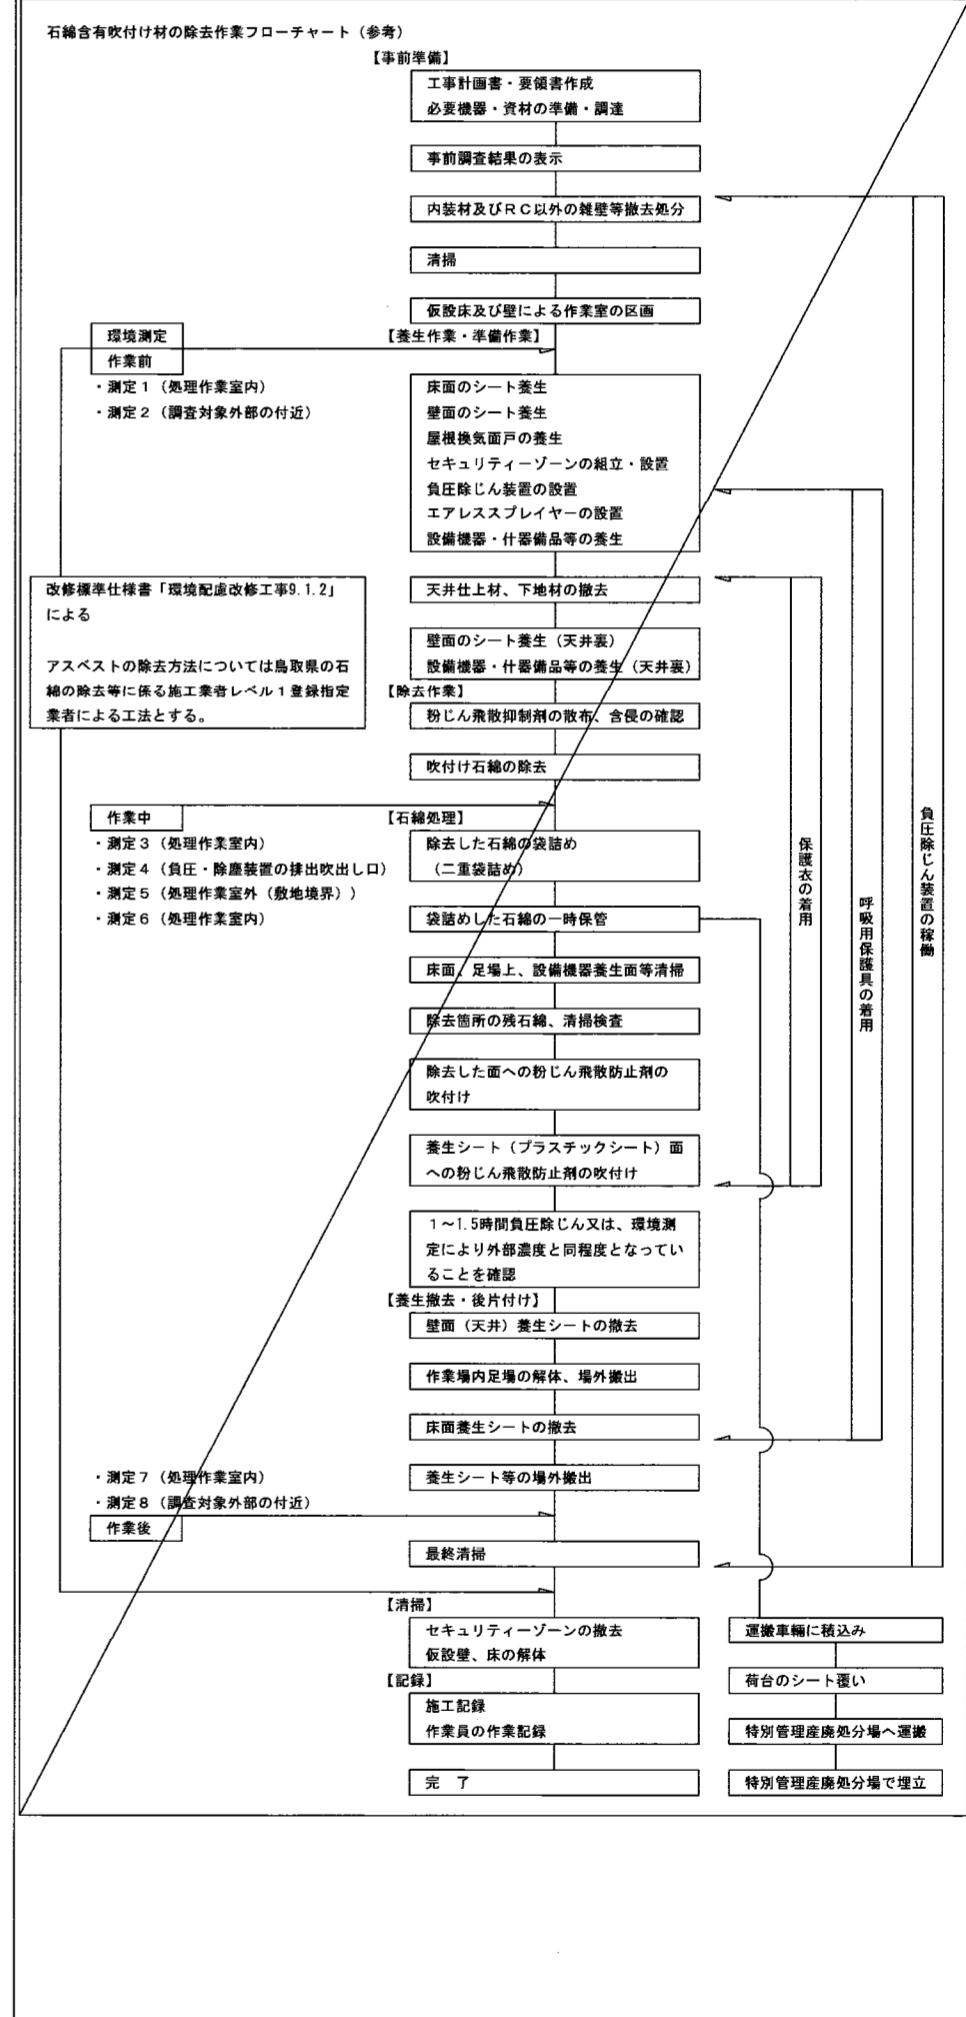 石綿含有吹付け材の除去作業フローチャート（参考）
【事前準備】
工事計画書・要領書作成
必要機器・資材の準備・調達
事前調査結果の表示
内装材及びＲＣ以外の雑壁等撤去処分
清掃
仮設床及び壁による作業室の区画
環境測定
作業前
・測定１（処理作業室内）
・測定２（調査対象外部の付近）
【養生作業・準備作業】
床面のシート養生
壁面のシート養生
屋根換気面戸の養生
セキュリティーゾーンの組立・設置
負圧除じん装置の設置
エアレススプレイヤーの設置
設備機器・什器備品等の養生
改修標準仕様書「環境配慮改修工事9.1.2」
による
アスベストの除去方法については鳥取県の石
綿の除去等に係る施工業者レベル１登録指定
業者による工法とする。
天井仕上材、下地材の撤去
壁面のシート養生（天井裏）
設備機器・什器備品等の養生（天井裏）
【除去作業】
粉じん飛散抑制剤の散布、含侵の確認
吹付け石綿の除去
作業中
・測定３（処理作業室内）
・測定４（負圧・除塵装置の排出吹出し口）
・測定５（処理作業室外（敷地境界））
・測定６（処理作業室内）
【石綿処理】
除去した石綿の袋詰め
（二重袋詰め）
袋詰めした石綿の一時保管
床面、足場上、設備機器養生面等清掃
除去箇所の残石綿、清掃検査
除去した面への粉じん飛散防止剤の
吹付け
養生シート（プラスチックシート）面
への粉じん飛散防止剤の吹付け
１～1.5時間負圧除じん又は、環境測
定により外部濃度と同程度となってい
ることを確認
保護衣の着用
呼吸用保護具の着用
負圧除じん装置の稼働
【養生撤去・後片付け】
壁面（天井）養生シートの撤去
作業場内足場の解体、場外搬出
床面養生シートの撤去
養生シート等の場外搬出
・測定７（処理作業室内）
・測定８（調査対象外部の付近）
作業後
最終清掃
【清掃】
セキュリティーゾーンの撤去
仮設壁、床の解体
【記録】
施工記録
作業員の作業記録
完　了
運搬車輛に積込み
荷台のシート覆い
特別管理産廃処分場へ運搬
特別管理産廃処分場で埋立